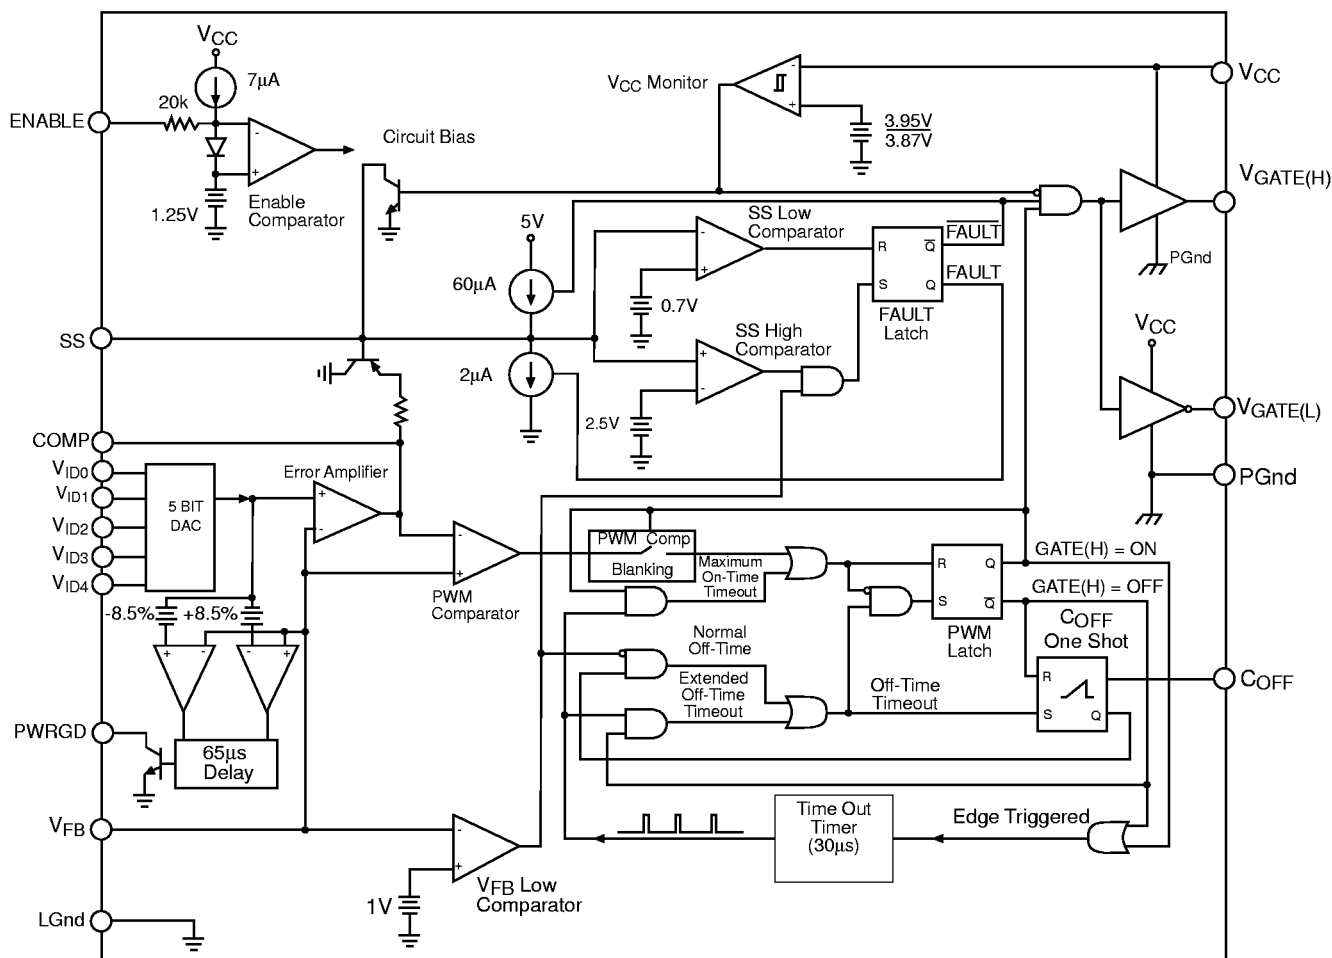 VCC
7µA
20k
ENABLE
-
+
Enable
Comparator
1.25V
Circuit Bias
VCC Monitor
-
+
3.95V
3.87V
VCC
VGATE(H)
PGnd
5V
60µA
SS Low
Comparator
-
+
0.7V
R
Q
FAULT
S
Q
FAULT
FAULT
Latch
SS
2µA
SS High
Comparator
+
-
2.5V
VCC
VGATE(L)
PGnd
COMP
VID0
VID1
VID2
VID3
VID4
5 BIT
DAC
Error Amplifier
+
-
-
+
PWM
Comparator
PWM Comp
Blanking
Maximum
On-Time
Timeout
R
Q
S
Q
PWM
Latch
GATE(H) = ON
GATE(H) = OFF
COFF
One Shot
R
S
Q
COFF
-8.5%
+8.5%
+
-
-
+
Normal
Off-Time
Extended
Off-Time
Timeout
Off-Time
Timeout
PWRGD
65µs
Delay
VFB
-
+
1V
VFB Low
Comparator
Time Out
Timer
(30µs)
Edge Triggered
LGnd